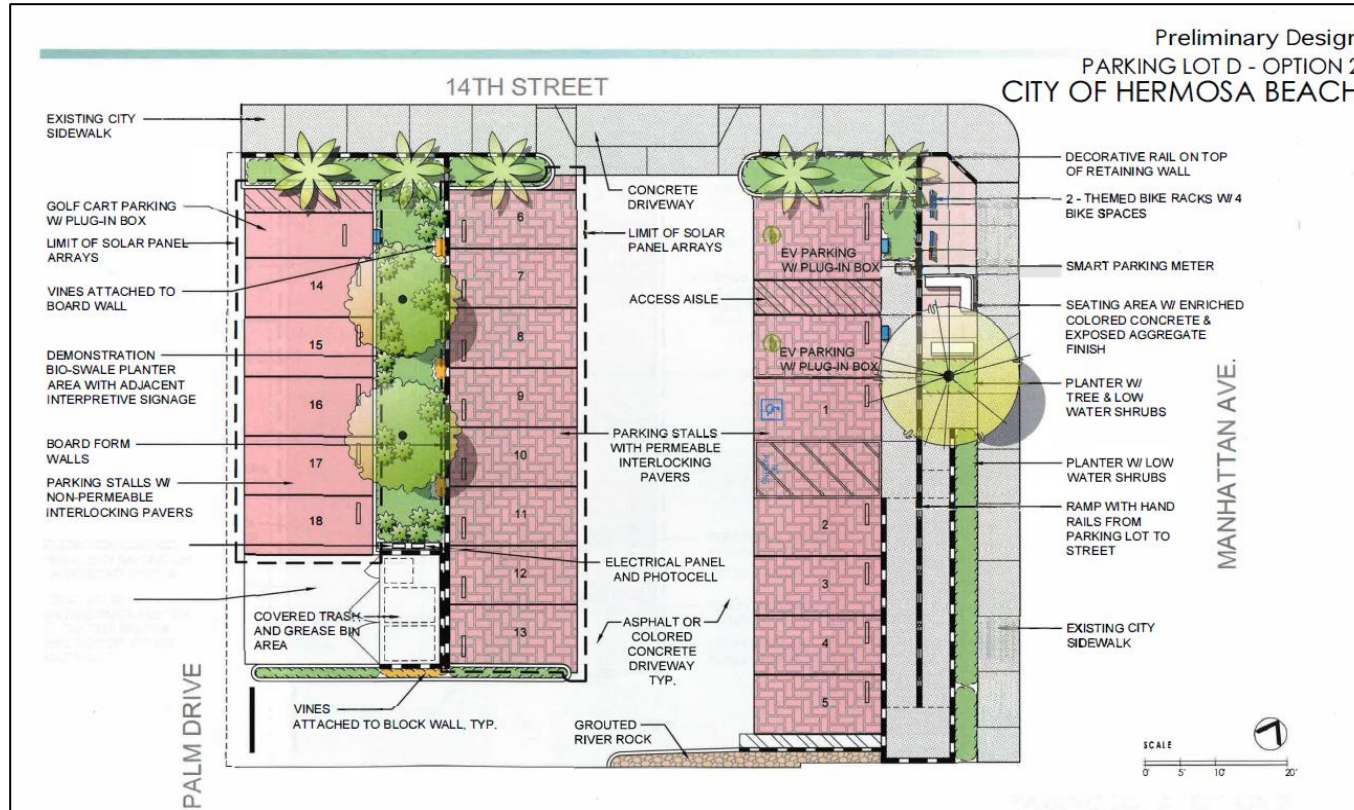 Preliminary Design
PARKING LOT D - OPTION 2
CITY OF HERMOSA BEACH
14TH STREET
EXISTING CITY
SIDEWALK
GOLF CART PARKING
W/ PLUG-IN BOX
LIMIT OF SOLAR PANEL
ARRAYS
VINES ATTACHED TO
BOARD WALL
DEMONSTRATION
BIO-SWALE PLANTER
AREA WITH ADJACENT
INTERPRETIVE SIGNAGE
BOARD FORM
WALLS
PARKING STALLS W/
NON-PERMEABLE
INTERLOCKING PAVERS
14
15
16
17
18
COVERED TRASH
AND GREASE BIN
AREA
PALM DRIVE
VINES
ATTACHED TO BLOCK WALL, TYP.
6
7
8
9
10
11
12
13
CONCRETE
DRIVEWAY
LIMIT OF SOLAR
PANEL ARRAYS
ACCESS AISLE
PARKING STALLS
WITH PERMEABLE
INTERLOCKING
PAVERS
ELECTRICAL PANEL
AND PHOTOCELL
ASPHALT OR
COLORED
CONCRETE
DRIVEWAY
TYP.
GROUTED
RIVER ROCK
EV PARKING
W/ PLUG-IN BOX
EV PARKING
W/ PLUG-IN BOX
1
2
3
4
5
DECORATIVE RAIL ON TOP
OF RETAINING WALL
2 - THEMED BIKE RACKS W/ 4
BIKE SPACES
SMART PARKING METER
SEATING AREA W/ ENRICHED
COLORED CONCRETE &
EXPOSED AGGREGATE
FINISH
PLANTER W/
TREE & LOW
WATER SHRUBS
PLANTER W/ LOW
WATER SHRUBS
RAMP WITH HAND
RAILS FROM
PARKING LOT TO
STREET
EXISTING CITY
SIDEWALK
MANHATTAN AVE.
SCALE
0' 5' 10' 20'